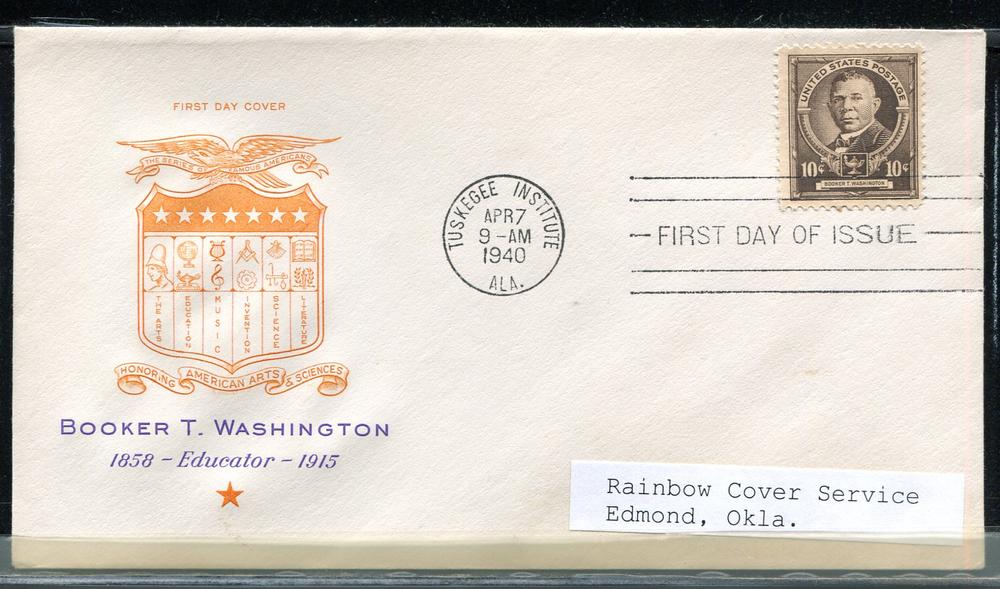 FIRST DAY COVER
THE SERIES OF FAMOUS AMERICANS
THE ARTS
EDUCATION
MUSIC
INVENTION
SCIENCE
LITERATURE
HONORING AMERICAN ARTS & SCIENCES
BOOKER T. WASHINGTON
1858 – Educator – 1915
TUSKEGEE INSTITUTE
APR 7
9-AM
1940
ALA.
UNITED STATES POSTAGE
10¢ 10¢
BOOKER T. WASHINGTON
FIRST DAY OF ISSUE
Rainbow Cover Service
Edmond, Okla.